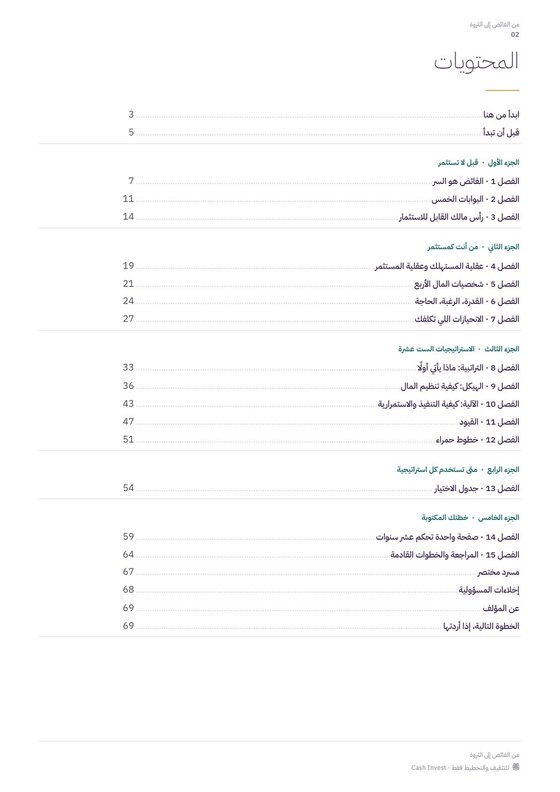 من الفائض إلى الثروة
02
المحتويات
ابدأ من هنا 3
قبل أن تبدأ 5
الجزء الأول · قبل لا تستثمر
الفصل 1 · الفائض هو السر 7
الفصل 2 · البوابات الخمس 11
الفصل 3 · رأس مالك القابل للاستثمار 14
الجزء الثاني · من أنت كمستثمر
الفصل 4 · عقلية المستهلك وعقلية المستثمر 19
الفصل 5 · شخصيات المال الأربع 21
الفصل 6 · القدرة، الرغبة، الحاجة 24
الفصل 7 · الانحيازات اللي تكلفك 27
الجزء الثالث · الاستراتيجيات الست عشرة
الفصل 8 · التراتبية: ماذا يأتي أولًا 33
الفصل 9 · الهيكل: كيفية تنظيم المال 36
الفصل 10 · الآلية: كيفية التنفيذ والاستمرارية 43
الفصل 11 · القيود 47
الفصل 12 · خطوط حمراء 51
الجزء الرابع · متى تستخدم كل استراتيجية
الفصل 13 · جدول الاختيار 54
الجزء الخامس · خطتك المكتوبة
الفصل 14 · صفحة واحدة تحكم عشر سنوات 59
الفصل 15 · المراجعة والخطوات القادمة 64
مسرد مختصر 67
إخلاءات المسؤولية 68
عن المؤلف 69
الخطوة التالية، إذا أردتها 69
من الفائض إلى الثروة
للتثقيف والتخطيط فقط · Cash Invest